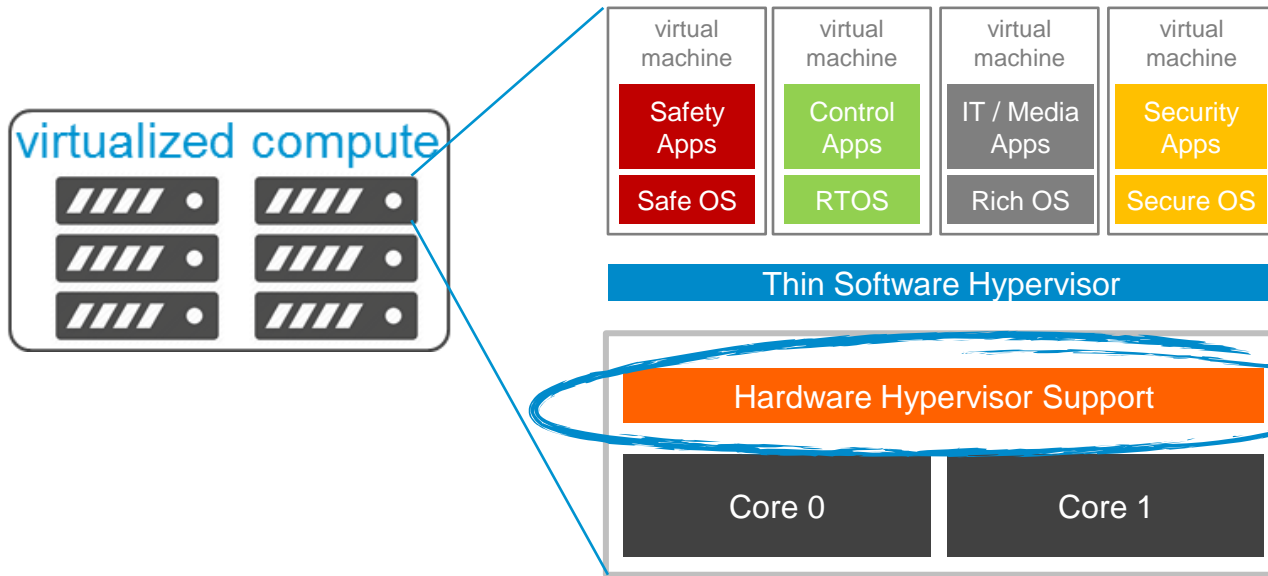 virtualized compute
virtual
machine
Safety
Apps
Safe OS
virtual
machine
Control
Apps
RTOS
virtual
machine
IT / Media
Apps
Rich OS
virtual
machine
Security
Apps
Secure OS
Thin Software Hypervisor
Hardware Hypervisor Support
Core 0
Core 1